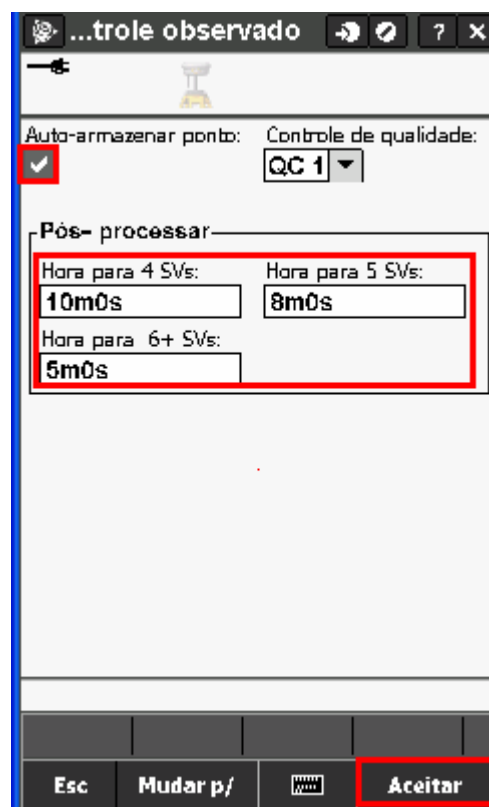 ...trole observado ? ×
Auto-armazenar ponto: Controle de qualidade:
QC 1
Pós- processar
Hora para 4 SVs: Hora para 5 SVs:
10m0s 8m0s
Hora para 6+ SVs:
5m0s
Esc Mudar p/ Aceitar